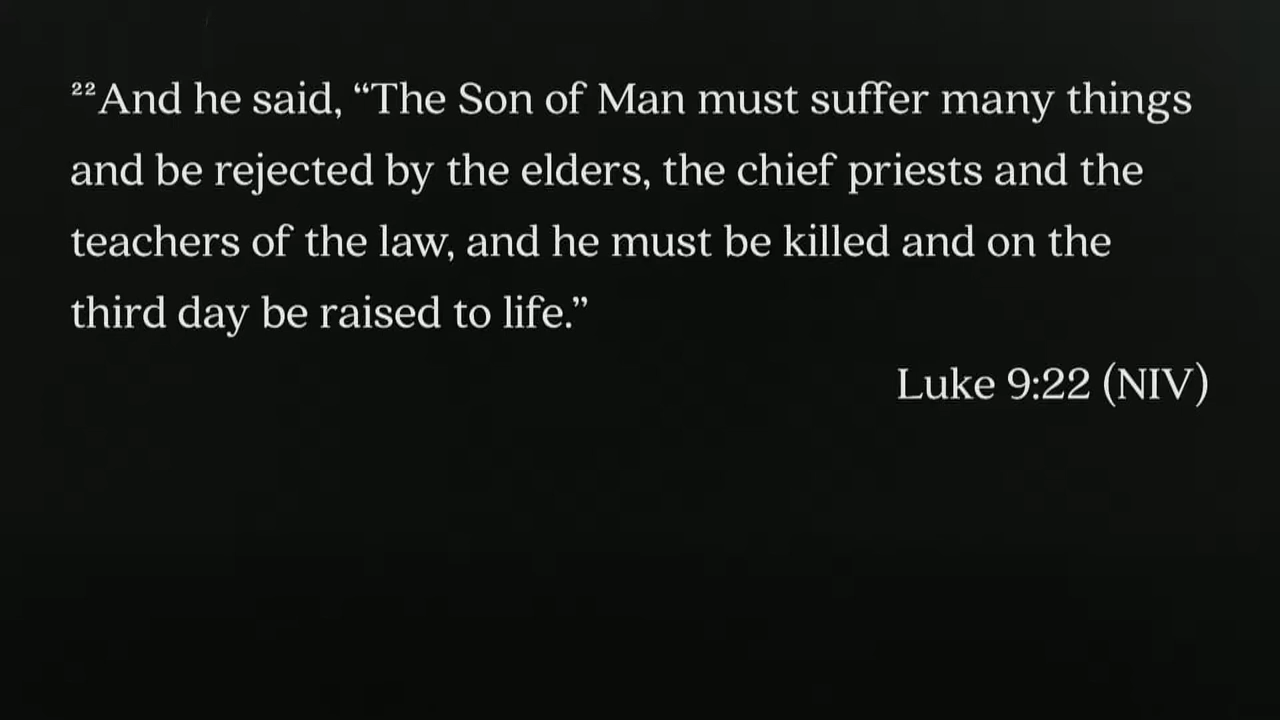 ²²And he said, “The Son of Man must suffer many things
and be rejected by the elders, the chief priests and the
teachers of the law, and he must be killed and on the
third day be raised to life.”
Luke 9:22 (NIV)